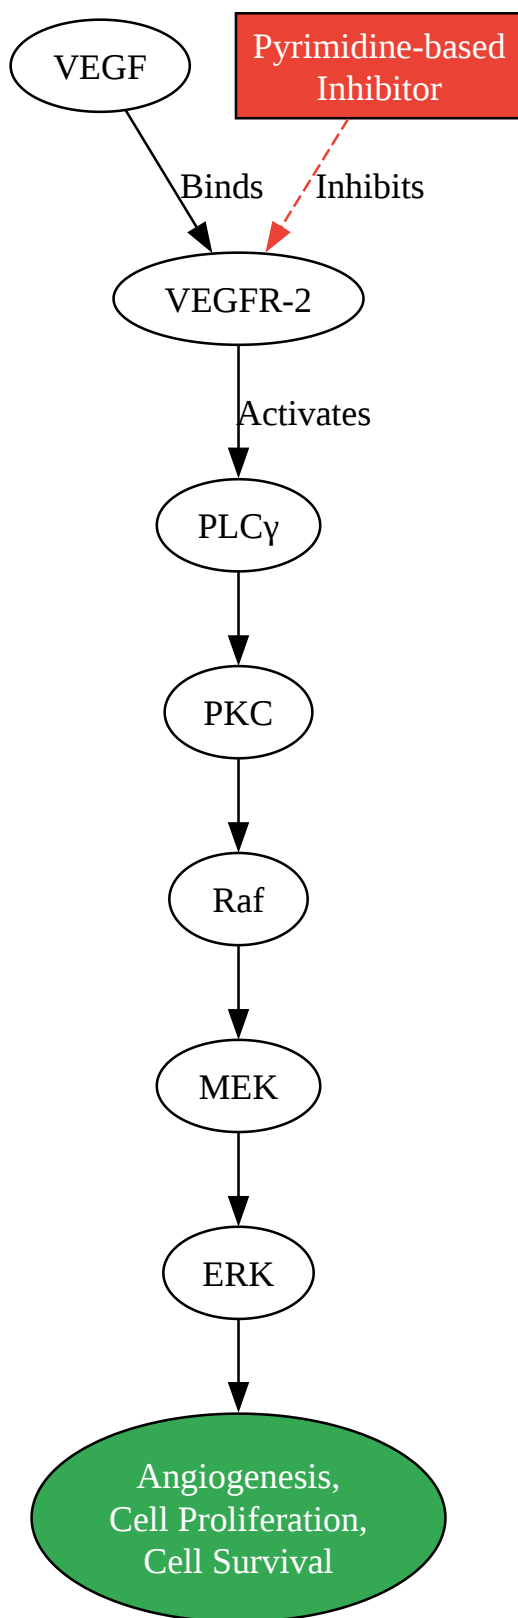 VEGF
Pyrimidine-based
Inhibitor
Binds
Inhibits
VEGFR-2
Activates
PLCγ
PKC
Raf
MEK
ERK
Angiogenesis,
Cell Proliferation,
Cell Survival